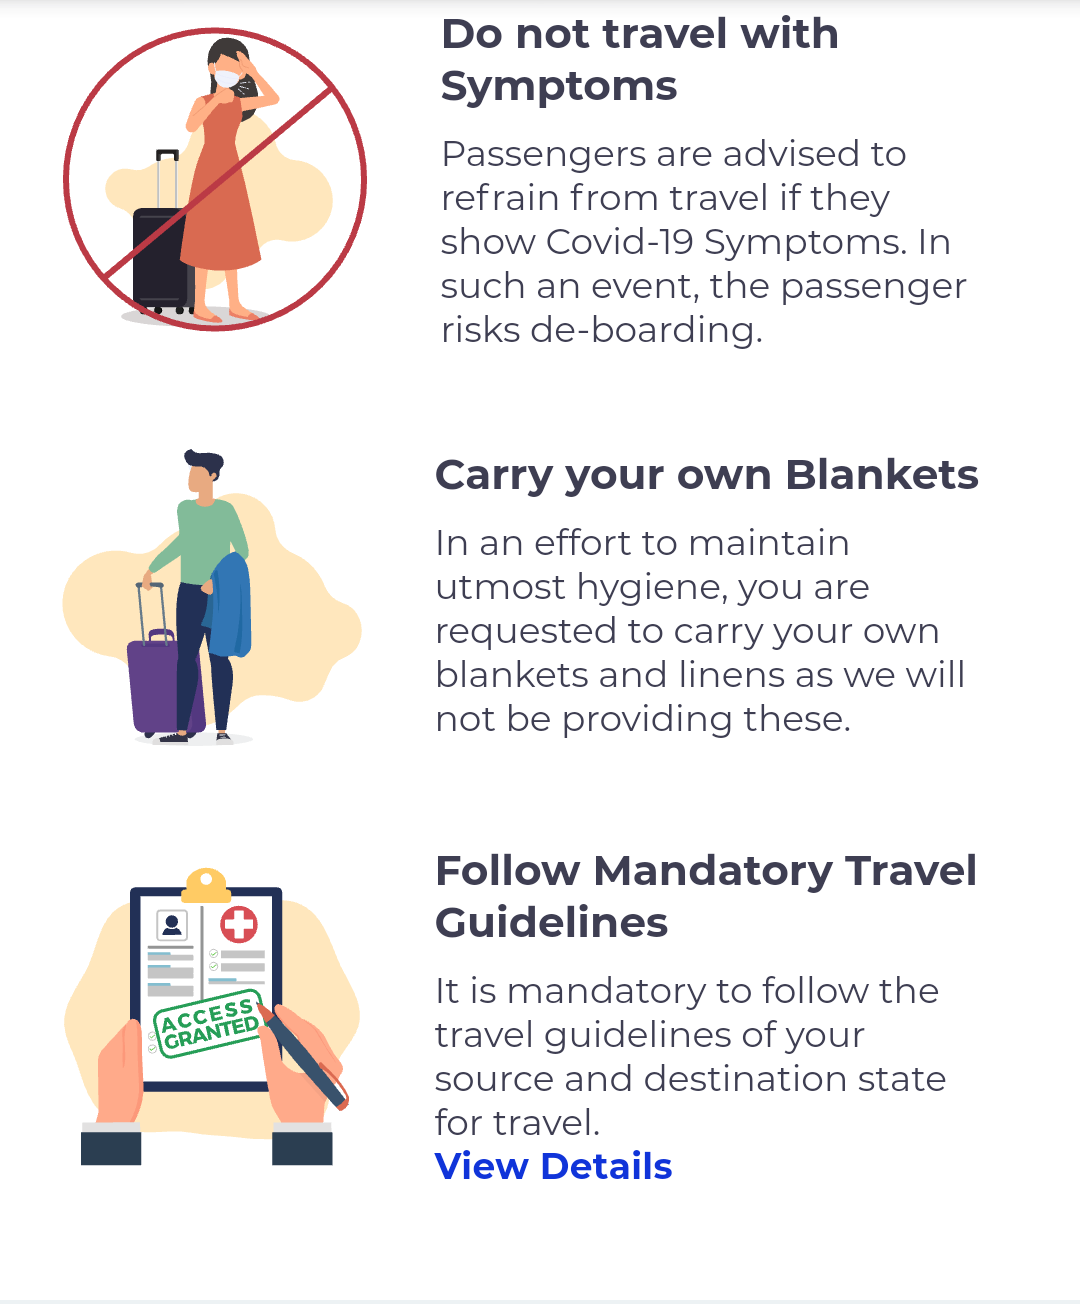 Do not travel with
Symptoms
Passengers are advised to
refrain from travel if they
show Covid-19 Symptoms. In
such an event, the passenger
risks de-boarding.
Carry your own Blankets
In an effort to maintain
utmost hygiene, you are
requested to carry your own
blankets and linens as we will
not be providing these.
Follow Mandatory Travel
Guidelines
ACCESS
GRANTED
It is mandatory to follow the
travel guidelines of your
source and destination state
for travel.
View Details